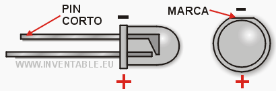 PIN
CORTO
-
MARCA
-
WWW.INVENTABLE.EU
+
+